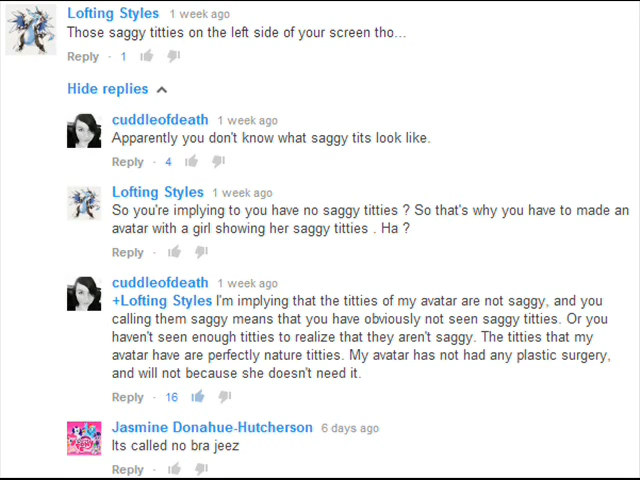 Lofting Styles 1 week ago
Those saggy titties on the left side of your screen tho...
Reply · 1
Hide replies
cuddleofdeath 1 week ago
Apparently you don't know what saggy tits look like.
Reply · 4
Lofting Styles 1 week ago
So you're implying to you have no saggy titties ? So that's why you have to made an
avatar with a girl showing her saggy titties . Ha ?
Reply ·
cuddleofdeath 1 week ago
+Lofting Styles I'm implying that the titties of my avatar are not saggy, and you
calling them saggy means that you have obviously not seen saggy titties. Or you
haven't seen enough titties to realize that they aren't saggy. The titties that my
avatar have are perfectly nature titties. My avatar has not had any plastic surgery,
and will not because she doesn't need it.
Reply · 16
Jasmine Donahue-Hutcherson 6 days ago
Its called no bra jeez
Reply ·